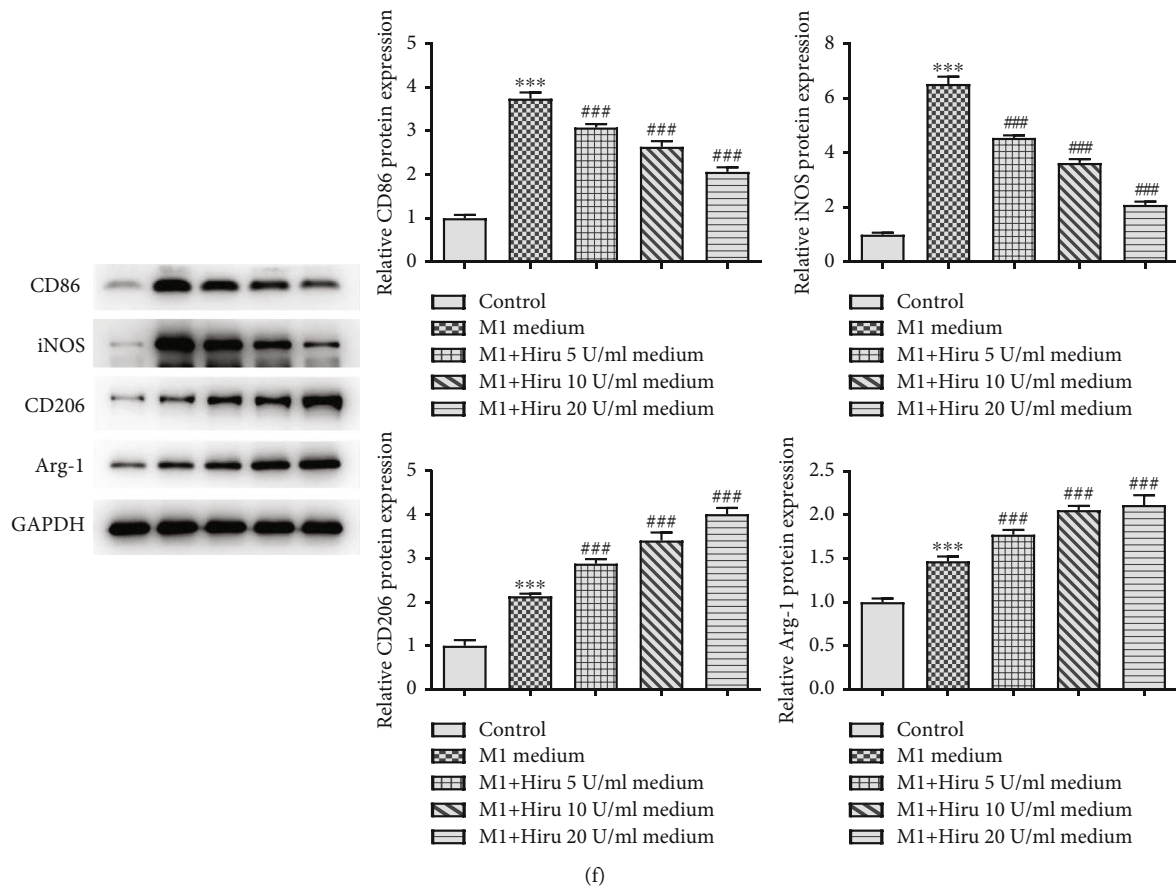 CD86
iNOS
CD206
Arg-1
GAPDH
Relative CD86 protein expression
5
4
3
2
1
0
***
###
###
###
Control
M1 medium
M1+Hiru 5 U/ml medium
M1+Hiru 10 U/ml medium
M1+Hiru 20 U/ml medium
Relative iNOS protein expression
8
6
4
2
0
***
###
###
###
Control
M1 medium
M1+Hiru 5 U/ml medium
M1+Hiru 10 U/ml medium
M1+Hiru 20 U/ml medium
Relative CD206 protein expression
5
4
3
2
1
0
***
###
###
###
Control
M1 medium
M1+Hiru 5 U/ml medium
M1+Hiru 10 U/ml medium
M1+Hiru 20 U/ml medium
Relative Arg-1 protein expression
2.5
2.0
1.5
1.0
0.5
0.0
***
###
###
###
Control
M1 medium
M1+Hiru 5 U/ml medium
M1+Hiru 10 U/ml medium
M1+Hiru 20 U/ml medium
(f)